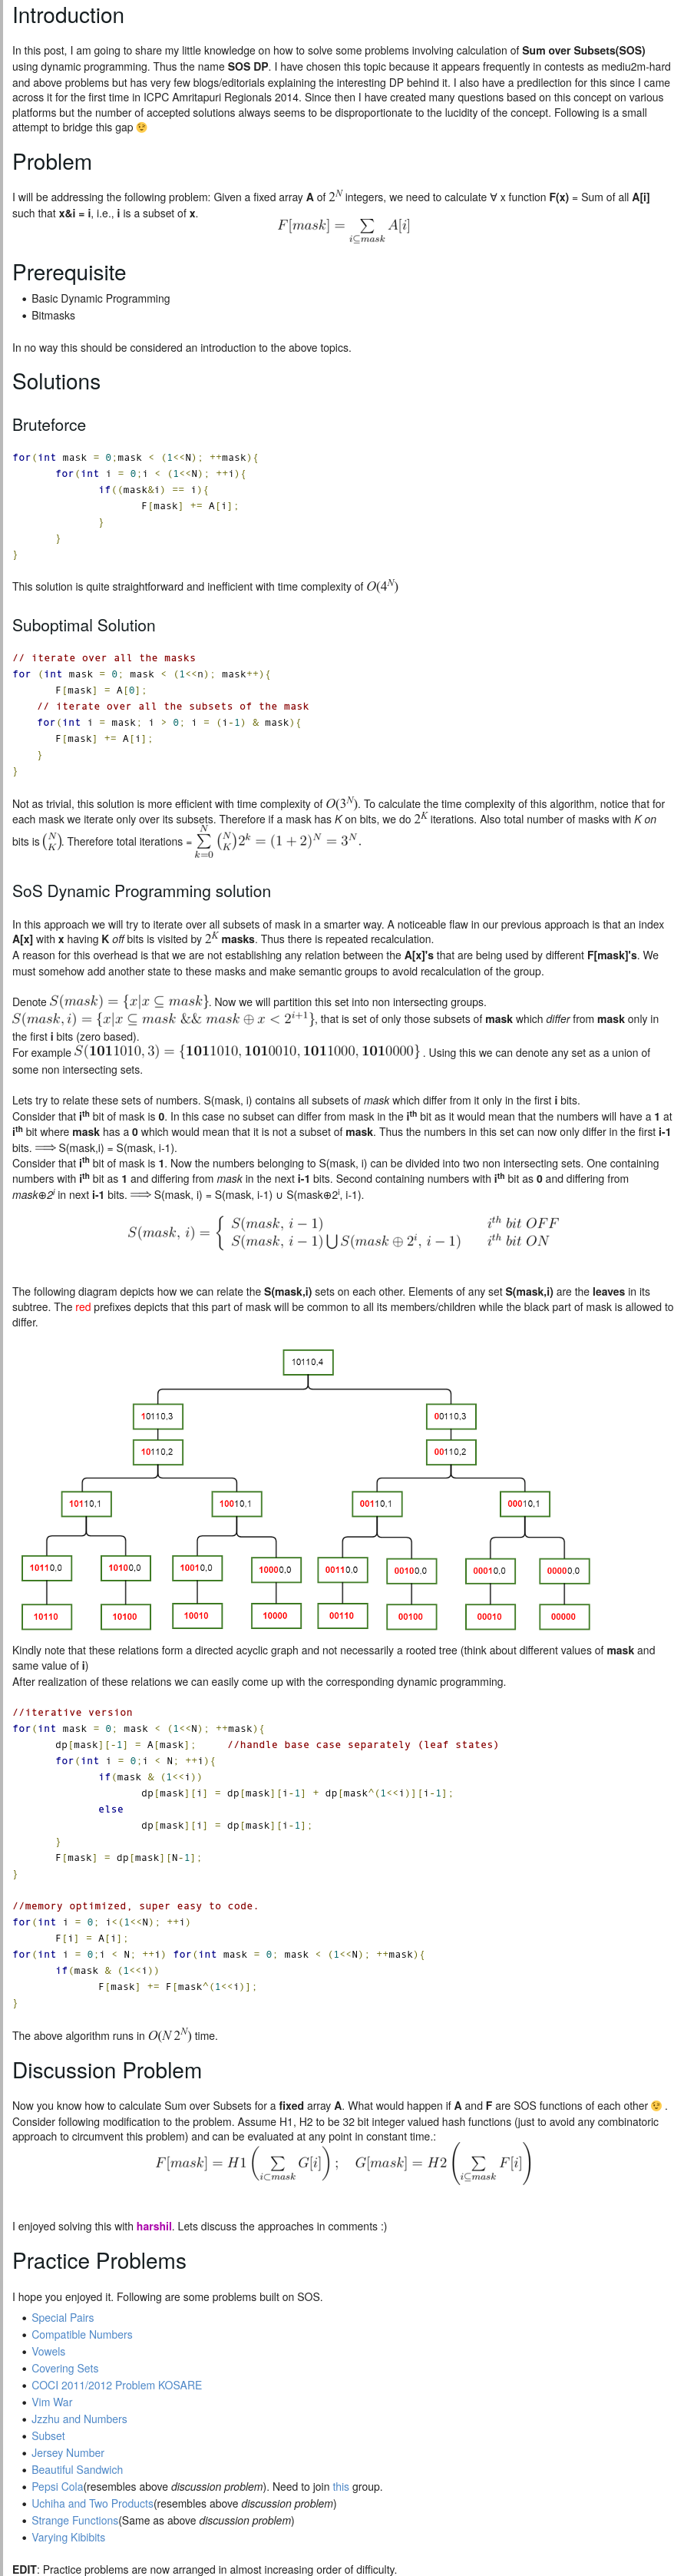 Introduction
In this post, I am going to share my little knowledge on how to solve some problems involving calculation of Sum over Subsets(SOS)
using dynamic programming. Thus the name SOS DP. I have chosen this topic because it appears frequently in contests as mediu2m-hard
and above problems but has very few blogs/editorials explaining the interesting DP behind it. I also have a predilection for this since I came
across it for the first time in ICPC Amritapuri Regionals 2014. Since then I have created many questions based on this concept on various
platforms but the number of accepted solutions always seems to be disproportionate to the lucidity of the concept. Following is a small
attempt to bridge this gap 😉
Problem
I will be addressing the following problem: Given a fixed array A of 2^N integers, we need to calculate ∀ x function F(x) = Sum of all A[i]
such that x&i = i, i.e., i is a subset of x.
F[mask] = ∑_{i⊆mask} A[i]
Prerequisite
• Basic Dynamic Programming
• Bitmasks
In no way this should be considered an introduction to the above topics.
Solutions
Bruteforce
for(int mask = 0;mask < (1<<N); ++mask){
for(int i = 0;i < (1<<N); ++i){
if((mask&i) == i){
F[mask] += A[i];
}
}
}
This solution is quite straightforward and inefficient with time complexity of O(4^N)
Suboptimal Solution
// iterate over all the masks
for (int mask = 0; mask < (1<<n); mask++){
F[mask] = A[0];
// iterate over all the subsets of the mask
for(int i = mask; i > 0; i = (i-1) & mask){
F[mask] += A[i];
}
}
Not as trivial, this solution is more efficient with time complexity of O(3^N). To calculate the time complexity of this algorithm, notice that for
each mask we iterate only over its subsets. Therefore if a mask has K on bits, we do 2^K iterations. Also total number of masks with K on
bits is (N K). Therefore total iterations = ∑_{k=0}^{N} (N K) 2^k = (1 + 2)^N = 3^N.
SoS Dynamic Programming solution
In this approach we will try to iterate over all subsets of mask in a smarter way. A noticeable flaw in our previous approach is that an index
A[x] with x having K off bits is visited by 2^K masks. Thus there is repeated recalculation.
A reason for this overhead is that we are not establishing any relation between the A[x]'s that are being used by different F[mask]'s. We
must somehow add another state to these masks and make semantic groups to avoid recalculation of the group.
Denote S(mask) = {x|x ⊆ mask}. Now we will partition this set into non intersecting groups.
S(mask, i) = {x|x ⊆ mask && mask ⊕ x < 2^{i+1}}, that is set of only those subsets of mask which differ from mask only in
the first i bits (zero based).
For example S(1011010, 3) = {1011010, 1010010, 1011000, 1010000}. Using this we can denote any set as a union of
some non intersecting sets.
Lets try to relate these sets of numbers. S(mask, i) contains all subsets of mask which differ from it only in the first i bits.
Consider that i^th bit of mask is 0. In this case no subset can differ from mask in the i^th bit as it would mean that the numbers will have a 1 at
i^th bit where mask has a 0 which would mean that it is not a subset of mask. Thus the numbers in this set can now only differ in the first i-1
bits. ⟹ S(mask,i) = S(mask, i-1).
Consider that i^th bit of mask is 1. Now the numbers belonging to S(mask, i) can be divided into two non intersecting sets. One containing
numbers with i^th bit as 1 and differing from mask in the next i-1 bits. Second containing numbers with i^th bit as 0 and differing from
mask⊕2^i in next i-1 bits. ⟹ S(mask, i) = S(mask, i-1) ∪ S(mask⊕2^i, i-1).
S(mask, i) = { S(mask, i − 1) i^th bit OFF
S(mask, i − 1) ⋃ S(mask ⊕ 2^i, i − 1) i^th bit ON
The following diagram depicts how we can relate the S(mask,i) sets on each other. Elements of any set S(mask,i) are the leaves in its
subtree. The red prefixes depicts that this part of mask will be common to all its members/children while the black part of mask is allowed to
differ.
10110,4
10110,3 00110,3
10110,2 00110,2
10110,1 10010,1 00110,1 00010,1
10110,0 10100,0 10010,0 10000,0 00110,0 00100,0 00010,0 00000,0
10110 10100 10010 10000 00110 00100 00010 00000
Kindly note that these relations form a directed acyclic graph and not necessarily a rooted tree (think about different values of mask and
same value of i)
After realization of these relations we can easily come up with the corresponding dynamic programming.
//iterative version
for(int mask = 0; mask < (1<<N); ++mask){
dp[mask][-1] = A[mask]; //handle base case separately (leaf states)
for(int i = 0;i < N; ++i){
if(mask & (1<<i))
dp[mask][i] = dp[mask][i-1] + dp[mask^(1<<i)][i-1];
else
dp[mask][i] = dp[mask][i-1];
}
F[mask] = dp[mask][N-1];
}
//memory optimized, super easy to code.
for(int i = 0; i<(1<<N); ++i)
F[i] = A[i];
for(int i = 0;i < N; ++i) for(int mask = 0; mask < (1<<N); ++mask){
if(mask & (1<<i))
F[mask] += F[mask^(1<<i)];
}
The above algorithm runs in O(N 2^N) time.
Discussion Problem
Now you know how to calculate Sum over Subsets for a fixed array A. What would happen if A and F are SOS functions of each other 😉 .
Consider following modification to the problem. Assume H1, H2 to be 32 bit integer valued hash functions (just to avoid any combinatoric
approach to circumvent this problem) and can be evaluated at any point in constant time.:
F[mask] = H1 (∑_{i⊂mask} G[i]) ; G[mask] = H2 (∑_{i⊆mask} F[i])
I enjoyed solving this with harshil. Lets discuss the approaches in comments :)
Practice Problems
I hope you enjoyed it. Following are some problems built on SOS.
• Special Pairs
• Compatible Numbers
• Vowels
• Covering Sets
• COCI 2011/2012 Problem KOSARE
• Vim War
• Jzzhu and Numbers
• Subset
• Jersey Number
• Beautiful Sandwich
• Pepsi Cola(resembles above discussion problem). Need to join this group.
• Uchiha and Two Products(resembles above discussion problem)
• Strange Functions(Same as above discussion problem)
• Varying Kibibits
EDIT: Practice problems are now arranged in almost increasing order of difficulty.